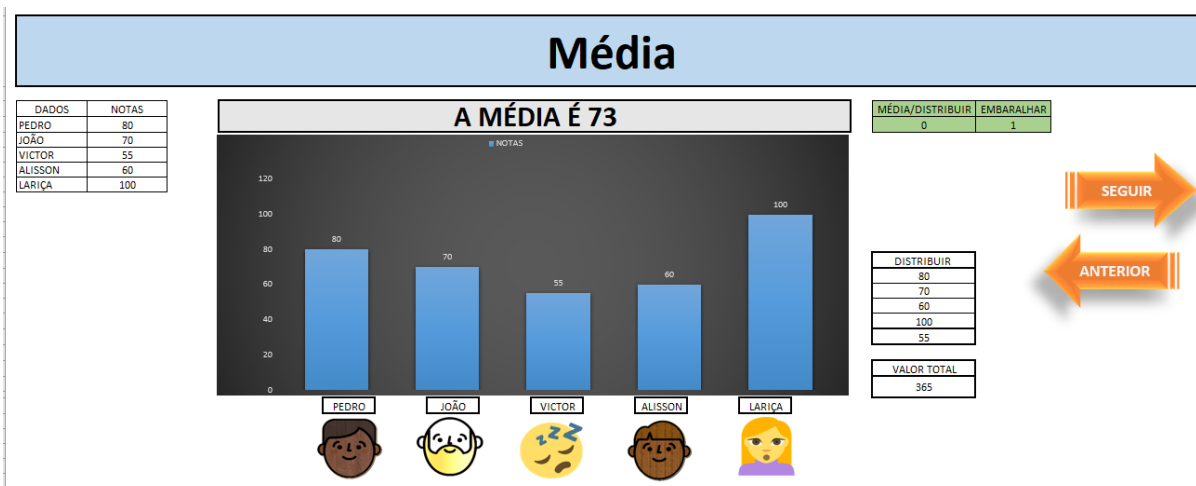 Média
DADOS NOTAS
PEDRO 80
JOÃO 70
VICTOR 55
ALISSON 60
LARIÇA 100
A MÉDIA É 73
NOTAS
120
100
80
60
40
20
0
80
70
55
60
100
PEDRO JOÃO VICTOR ALISSON LARIÇA
zzz
MÉDIA/DISTRIBUIR EMBARALHAR
0 1
SEGUIR
ANTERIOR
DISTRIBUIR
80
70
60
100
55
VALOR TOTAL
365